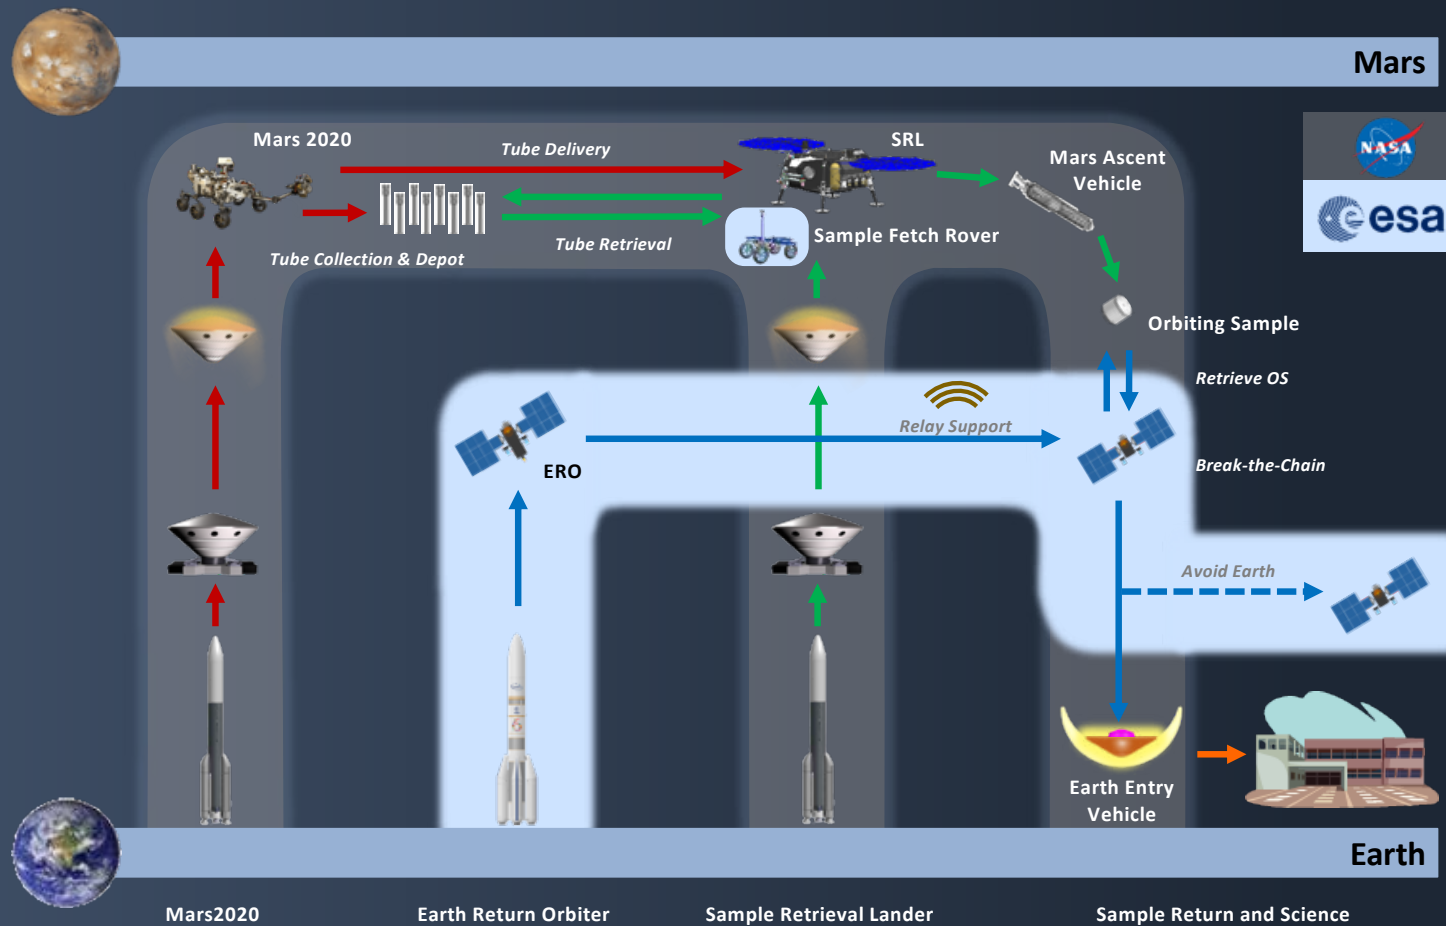 Mars
Mars 2020
Tube Delivery
SRL
Mars Ascent
Vehicle
NASA
esa
Tube Retrieval
Sample Fetch Rover
Tube Collection & Depot
Orbiting Sample
Retrieve OS
Relay Support
Break-the-Chain
ERO
Avoid Earth
Earth Entry
Vehicle
Earth
Mars2020
Earth Return Orbiter
Sample Retrieval Lander
Sample Return and Science